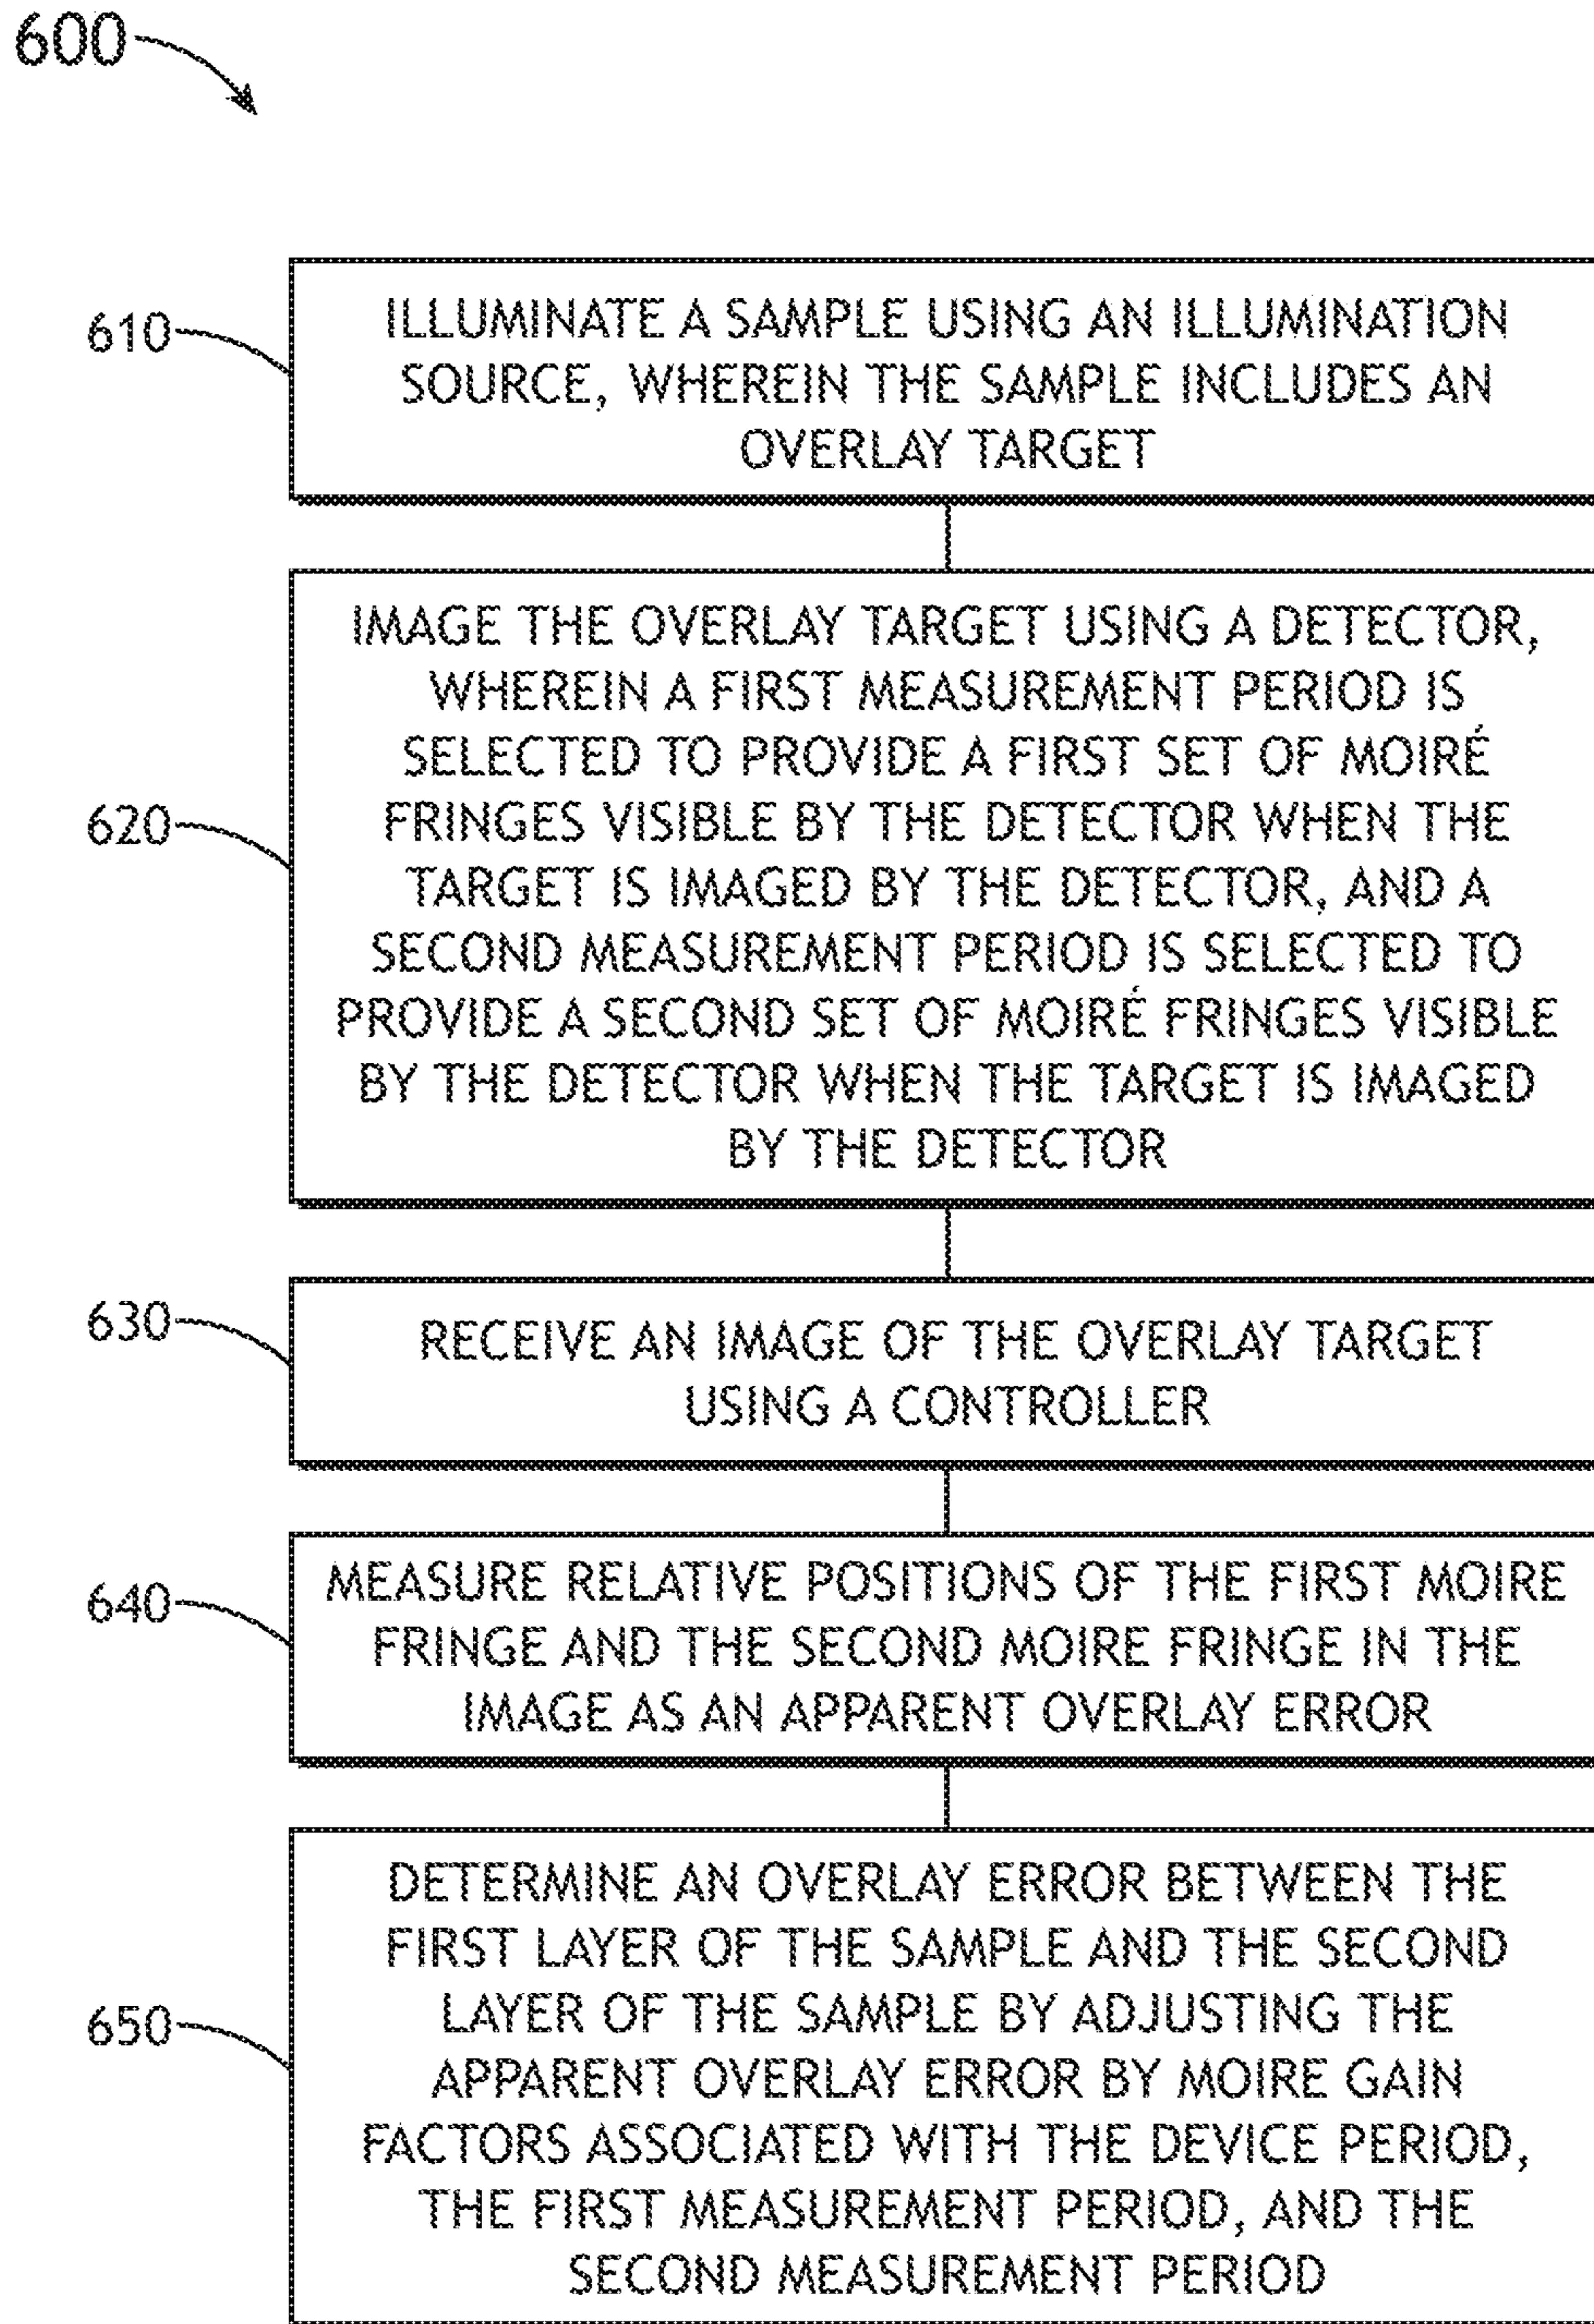 600
610
ILLUMINATE A SAMPLE USING AN ILLUMINATION
SOURCE, WHEREIN THE SAMPLE INCLUDES AN
OVERLAY TARGET
620
IMAGE THE OVERLAY TARGET USING A DETECTOR,
WHEREIN A FIRST MEASUREMENT PERIOD IS
SELECTED TO PROVIDE A FIRST SET OF MOIRÉ
FRINGES VISIBLE BY THE DETECTOR WHEN THE
TARGET IS IMAGED BY THE DETECTOR, AND A
SECOND MEASUREMENT PERIOD IS SELECTED TO
PROVIDE A SECOND SET OF MOIRÉ FRINGES VISIBLE
BY THE DETECTOR WHEN THE TARGET IS IMAGED
BY THE DETECTOR
630
RECEIVE AN IMAGE OF THE OVERLAY TARGET
USING A CONTROLLER
640
MEASURE RELATIVE POSITIONS OF THE FIRST MOIRE
FRINGE AND THE SECOND MOIRE FRINGE IN THE
IMAGE AS AN APPARENT OVERLAY ERROR
650
DETERMINE AN OVERLAY ERROR BETWEEN THE
FIRST LAYER OF THE SAMPLE AND THE SECOND
LAYER OF THE SAMPLE BY ADJUSTING THE
APPARENT OVERLAY ERROR BY MOIRE GAIN
FACTORS ASSOCIATED WITH THE DEVICE PERIOD,
THE FIRST MEASUREMENT PERIOD, AND THE
SECOND MEASUREMENT PERIOD